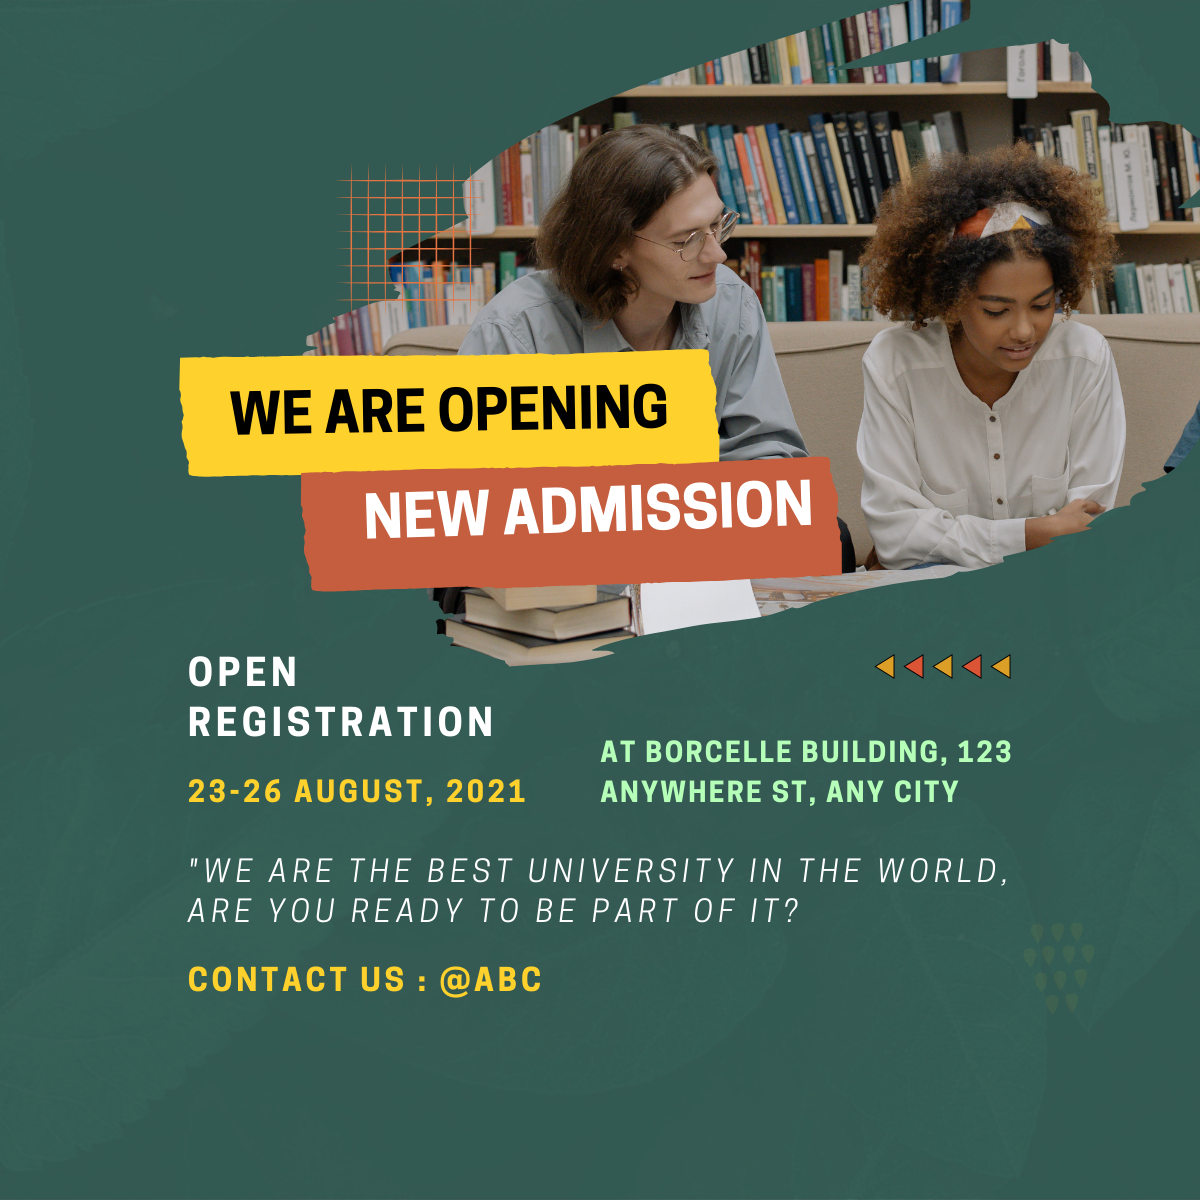 WE ARE OPENING
NEW ADMISSION
OPEN
REGISTRATION
23-26 AUGUST, 2021
AT BORCELLE BUILDING, 123
ANYWHERE ST, ANY CITY
"WE ARE THE BEST UNIVERSITY IN THE WORLD,
ARE YOU READY TO BE PART OF IT?
CONTACT US : @ABC